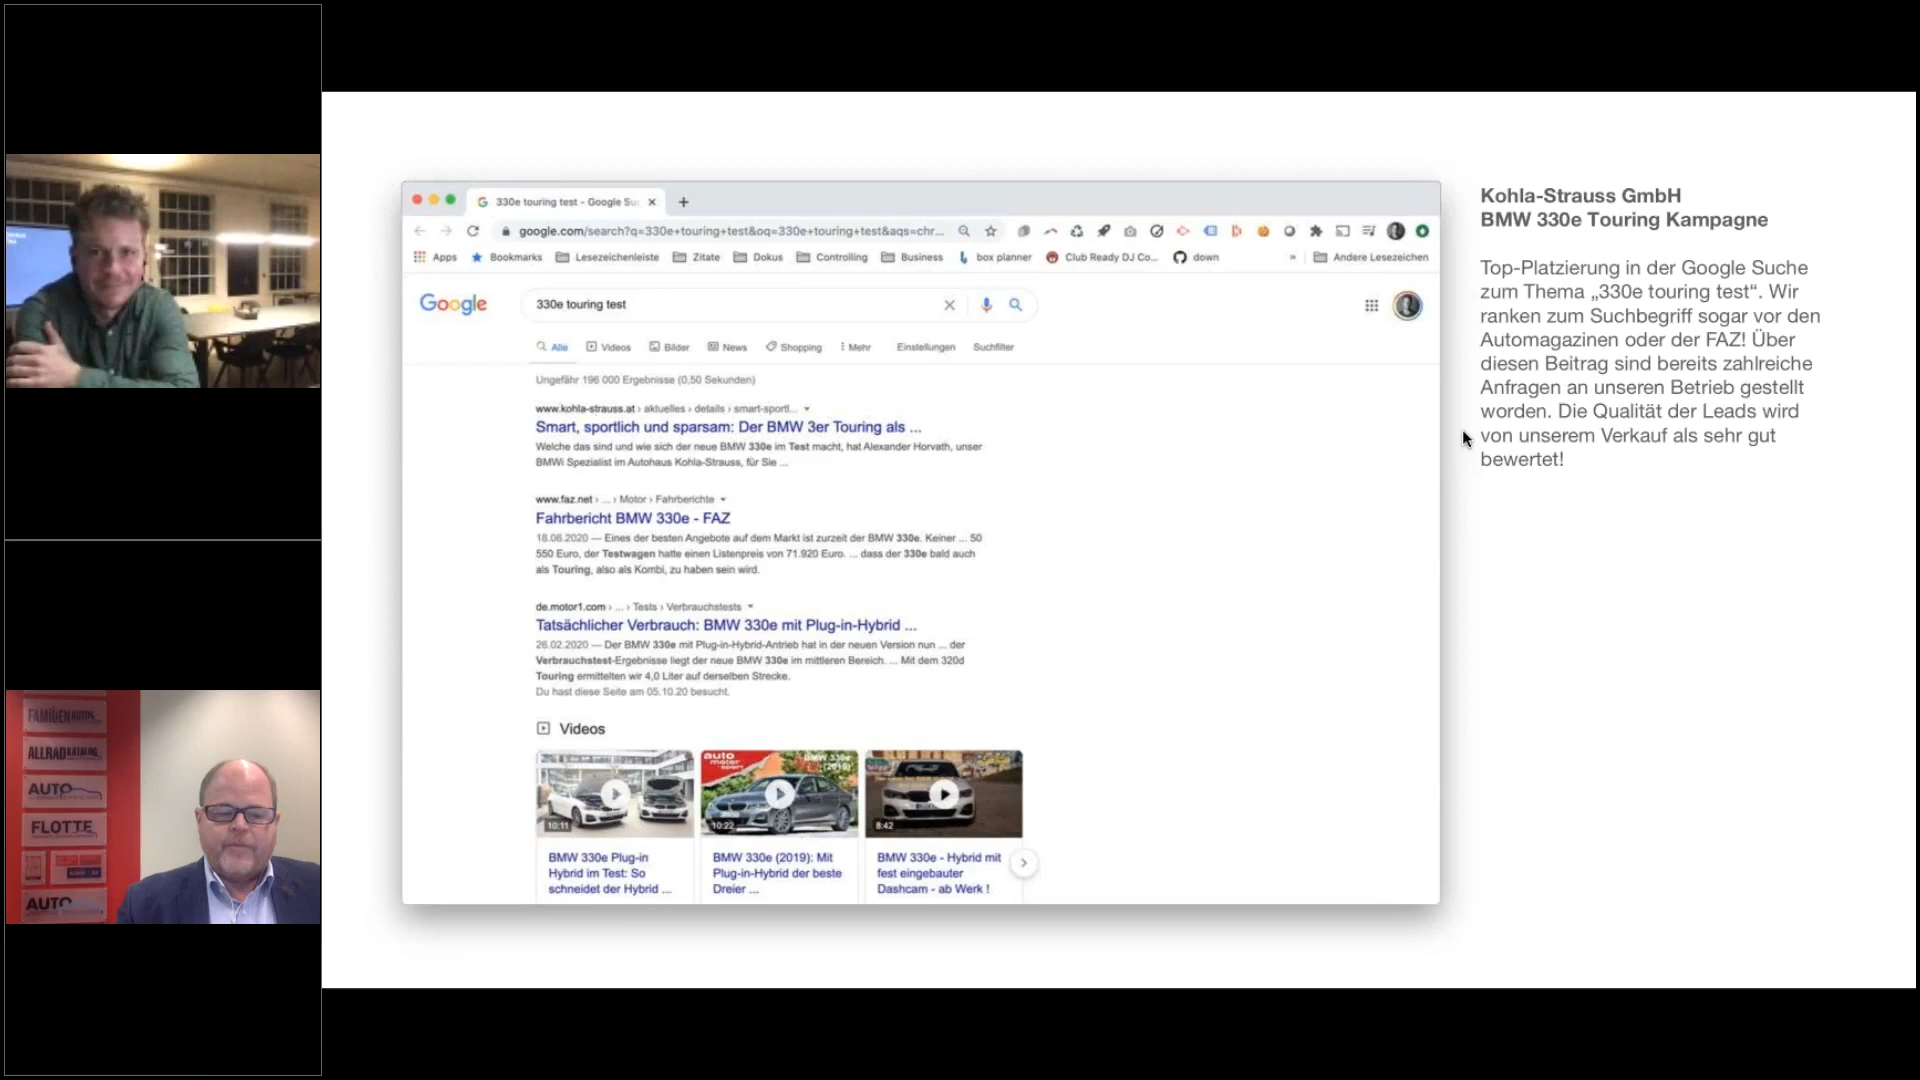 330e touring test - Google Su
google.com/search?q=330e+touring+test&oq=330e+touring+test&aqs=chr...
Apps Bookmarks Lesezeichenleiste Zitate Dokus Controlling Business box planner Club Ready DJ Co... down » Andere Lesezeichen
Google
330e touring test
Alle Videos Bilder News Shopping Mehr Einstellungen Suchfilter
Ungefähr 196 000 Ergebnisse (0,50 Sekunden)
www.kohla-strauss.at › aktuelles › details › smart-sportl...
Smart, sportlich und sparsam: Der BMW 3er Touring als ...
Welche das sind und wie sich der neue BMW 330e im Test macht, hat Alexander Horvath, unser
BMWi Spezialist im Autohaus Kohla-Strauss, für Sie ...
www.faz.net › ... › Motor › Fahrberichte
Fahrbericht BMW 330e - FAZ
18.06.2020 — Eines der besten Angebote auf dem Markt ist zurzeit der BMW 330e. Keiner ... 50
550 Euro, der Testwagen hatte einen Listenpreis von 71.920 Euro. ... dass der 330e bald auch
als Touring, also als Kombi, zu haben sein wird.
de.motor1.com › ... › Tests › Verbrauchstests
Tatsächlicher Verbrauch: BMW 330e mit Plug-in-Hybrid ...
26.02.2020 — Der BMW 330e mit Plug-in-Hybrid-Antrieb hat in der neuen Version nun ... der
Verbrauchstest-Ergebnisse liegt der neue BMW 330e im mittleren Bereich. ... Mit dem 320d
Touring ermittelten wir 4,0 Liter auf derselben Strecke.
Du hast diese Seite am 05.10.20 besucht.
Videos
auto motor sport
BMW 330e (2019)
10:11
10:22
8:42
BMW 330e Plug-in
Hybrid im Test: So
schneidet der Hybrid ...
BMW 330e (2019): Mit
Plug-in-Hybrid der beste
Dreier ...
BMW 330e - Hybrid mit
fest eingebauter
Dashcam - ab Werk !
Kohla-Strauss GmbH
BMW 330e Touring Kampagne
Top-Platzierung in der Google Suche
zum Thema „330e touring test“. Wir
ranken zum Suchbegriff sogar vor den
Automagazinen oder der FAZ! Über
diesen Beitrag sind bereits zahlreiche
Anfragen an unseren Betrieb gestellt
worden. Die Qualität der Leads wird
von unserem Verkauf als sehr gut
bewertet!
FAMILIENAUTOS
ALLRADKATALOG
AUTO
FLOTTE
AUTO